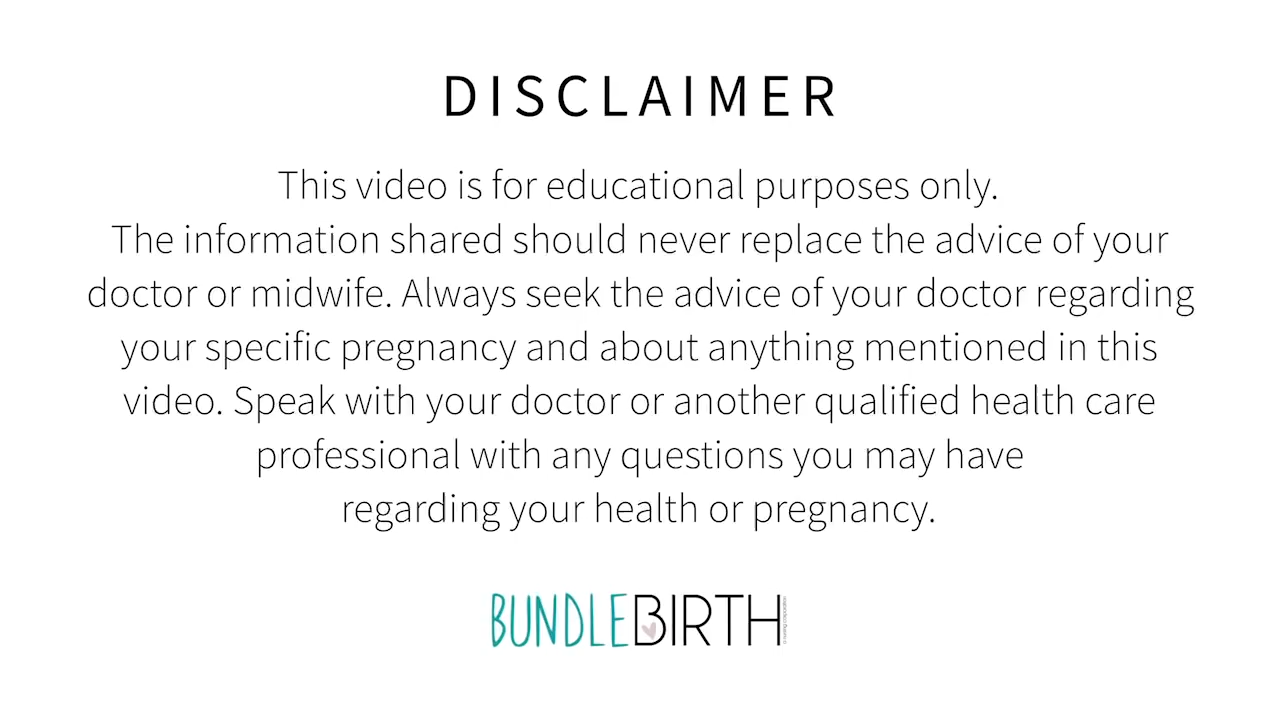 DISCLAIMER
This video is for educational purposes only.
The information shared should never replace the advice of your
doctor or midwife. Always seek the advice of your doctor regarding
your specific pregnancy and about anything mentioned in this
video. Speak with your doctor or another qualified health care
professional with any questions you may have
regarding your health or pregnancy.
BUNDLEBIRTH